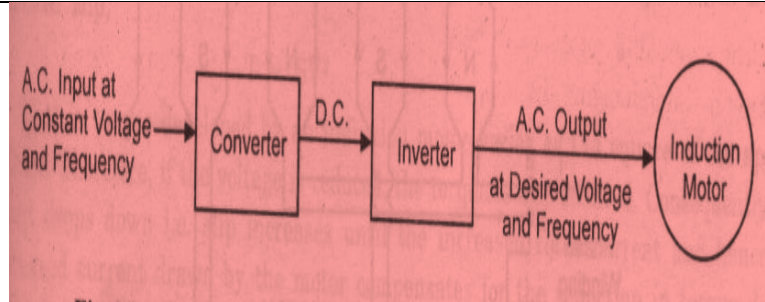 A.C. Input at
Constant Voltage
and Frequency
Converter
D.C.
Inverter
A.C. Output
at Desired Voltage
and Frequency
Induction
Motor